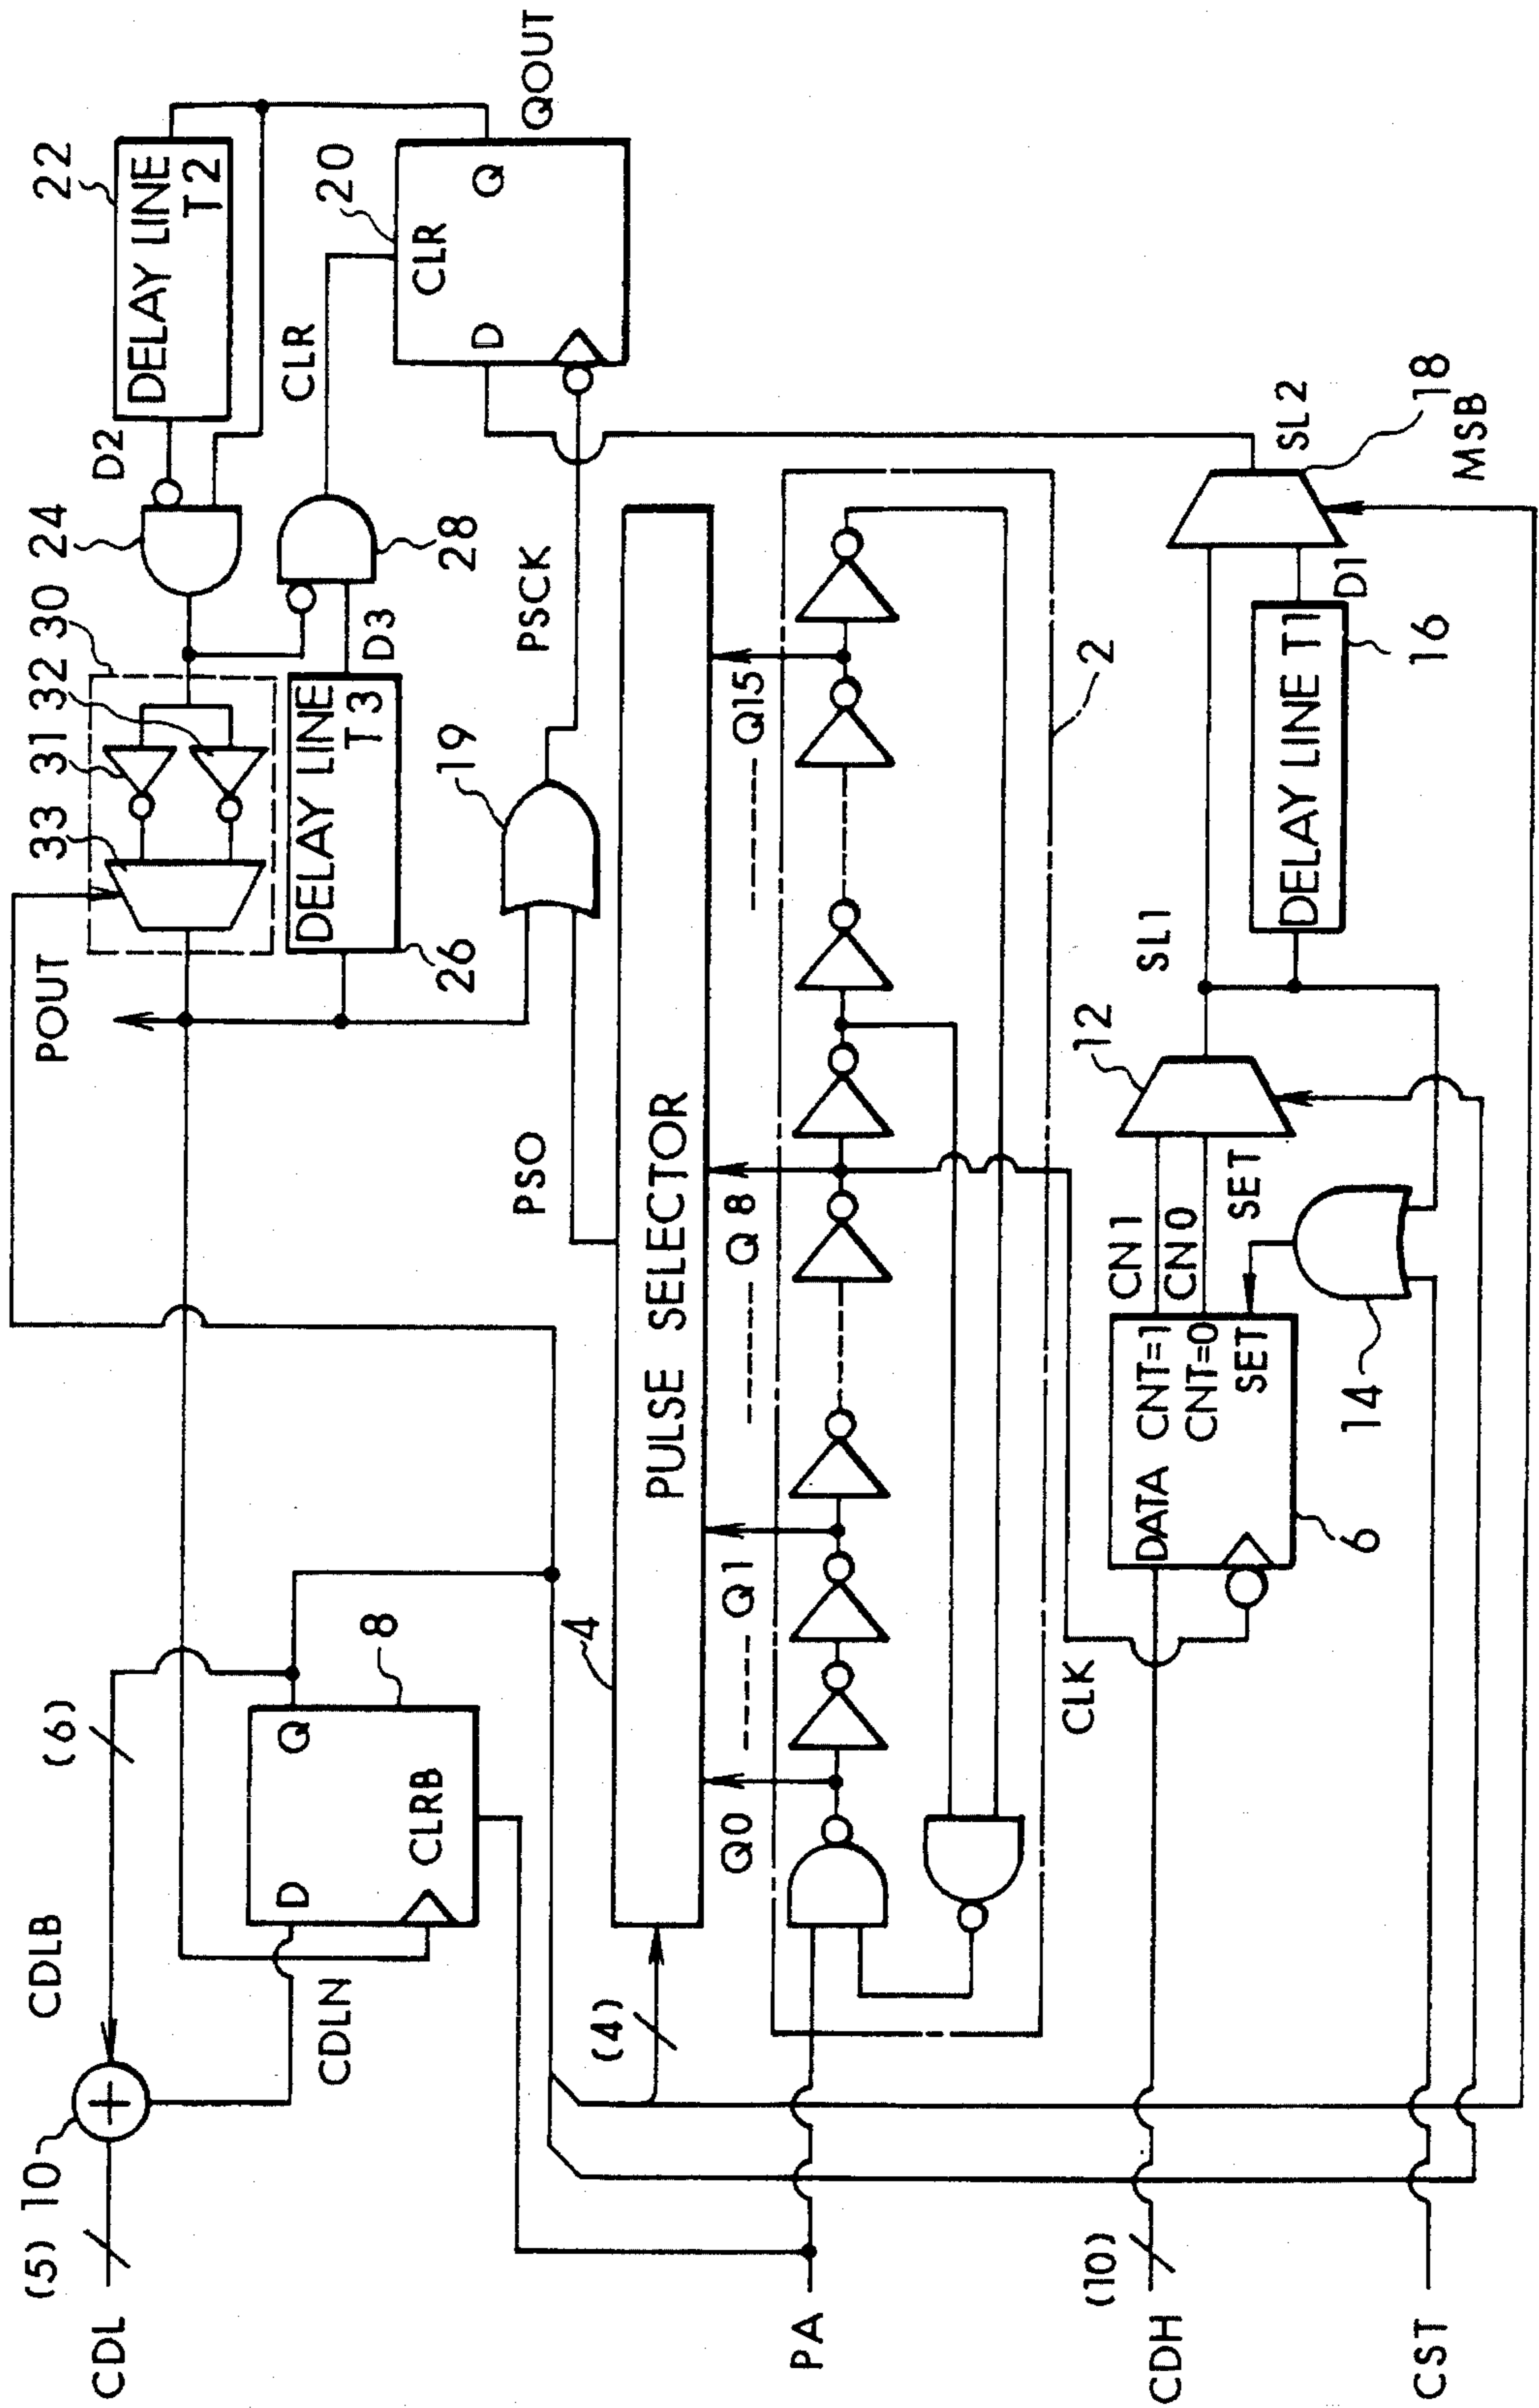 (5) 10
CDL
CDLB
(6)
CDLN
D
Q
CLRB
8
POUT
33
31
32
30
24
D2
22
DELAY LINE
T2
DELAY LINE
T3
26
D3
28
CLR
20
CLR
D
Q
QOUT
19
PSO
PSCK
(4)
4
PULSE SELECTOR
Q0
Q1
Q8
Q15
2
PA
CLK
(10)
CDH
DATA CNT=1
CNT=0
SET
6
CN1
CN0
SET
14
12
SL1
DELAY LINE T1
16
D1
SL2
18
MSB
CST